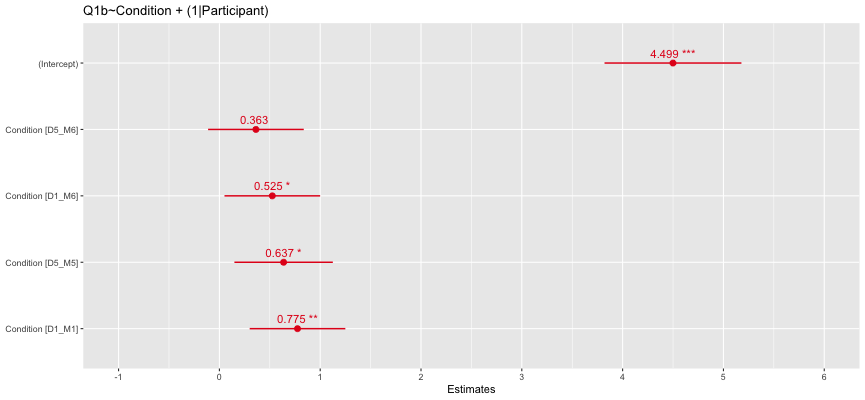 Q1b~Condition + (1|Participant)
(Intercept)
4.499 ***
Condition [D5_M6]
0.363
Condition [D1_M6]
0.525 *
Condition [D5_M5]
0.637 *
Condition [D1_M1]
0.775 **
-1 0 1 2 3 4 5 6
Estimates